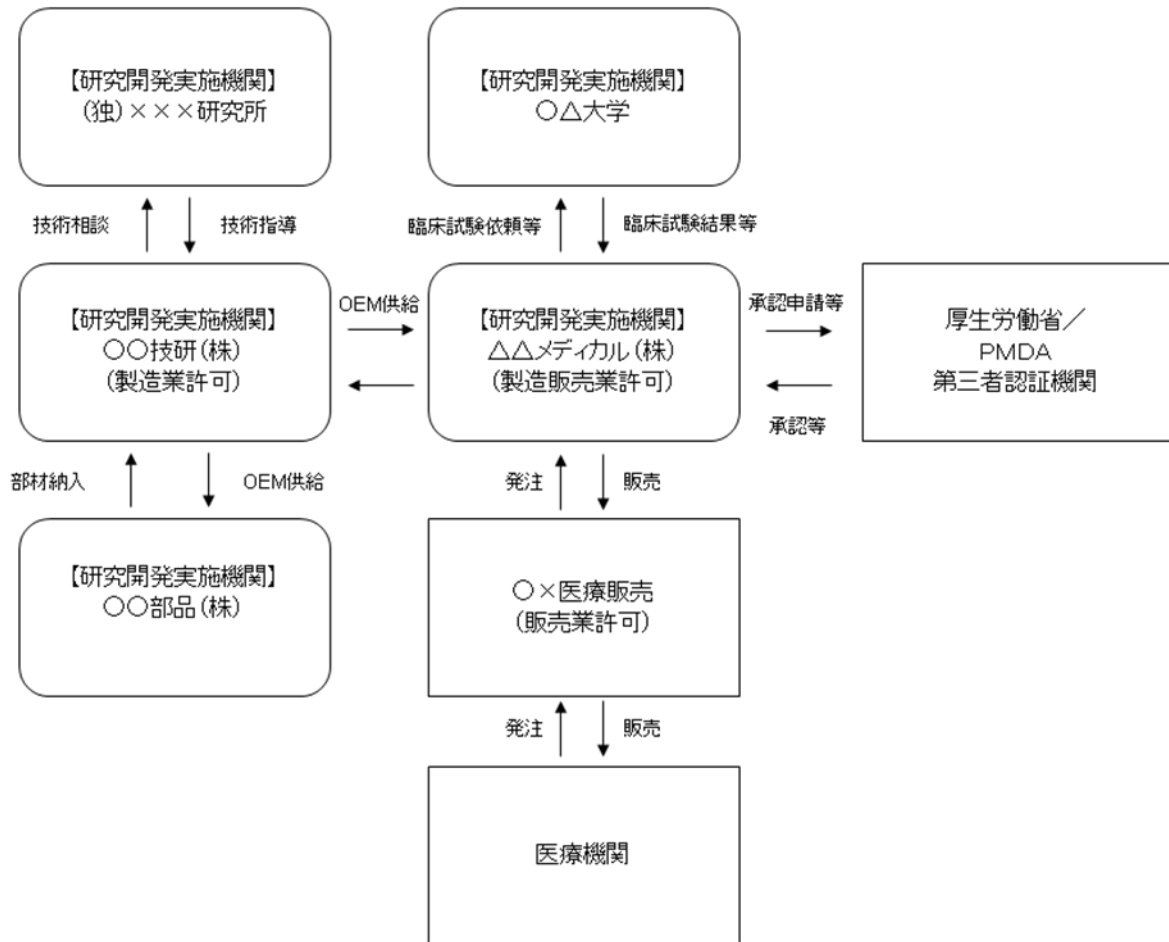 【研究開発実施機関】
(独)×××研究所
【研究開発実施機関】
○△大学
技術相談
技術指導
臨床試験依頼等
臨床試験結果等
【研究開発実施機関】
○○技研(株)
(製造業許可)
OEM供給
【研究開発実施機関】
△△メディカル(株)
(製造販売業許可)
承認申請等
承認等
厚生労働省／
PMDA
第三者認証機関
部材納入
OEM供給
発注
販売
【研究開発実施機関】
○○部品(株)
○×医療販売
(販売業許可)
発注
販売
医療機関